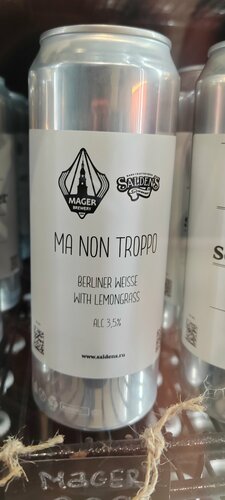 MAGER
BREWERY
SALDENS
MA NON TROPPO
BERLINER WEISSE
WITH LEMONGRASS
ALC 3,5%
www.saldens.ru
MAGER